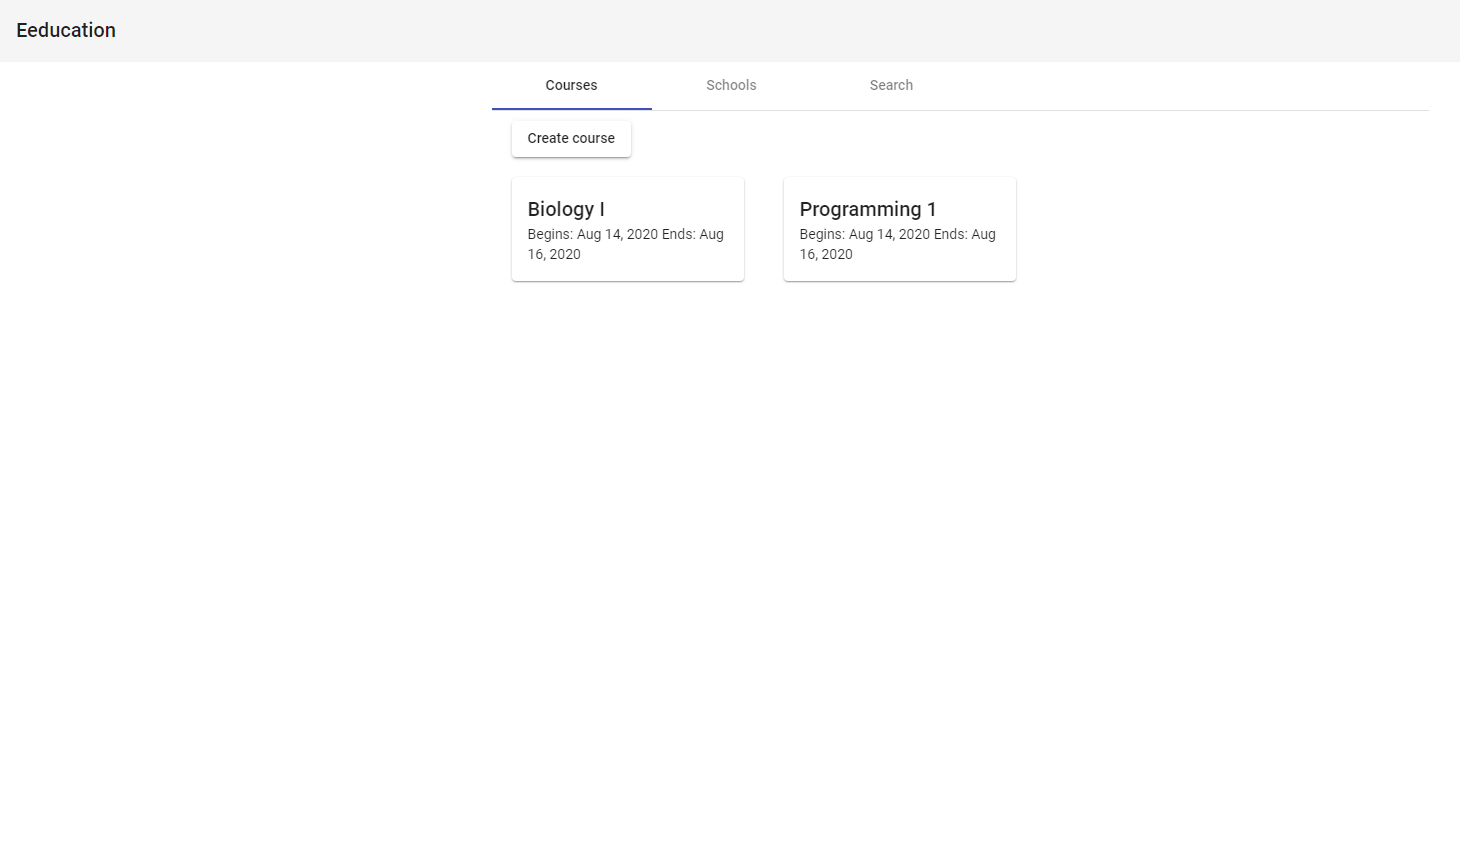 Eeducation
Courses
Schools
Search
Create course
Biology I
Begins: Aug 14, 2020 Ends: Aug
16, 2020
Programming 1
Begins: Aug 14, 2020 Ends: Aug
16, 2020